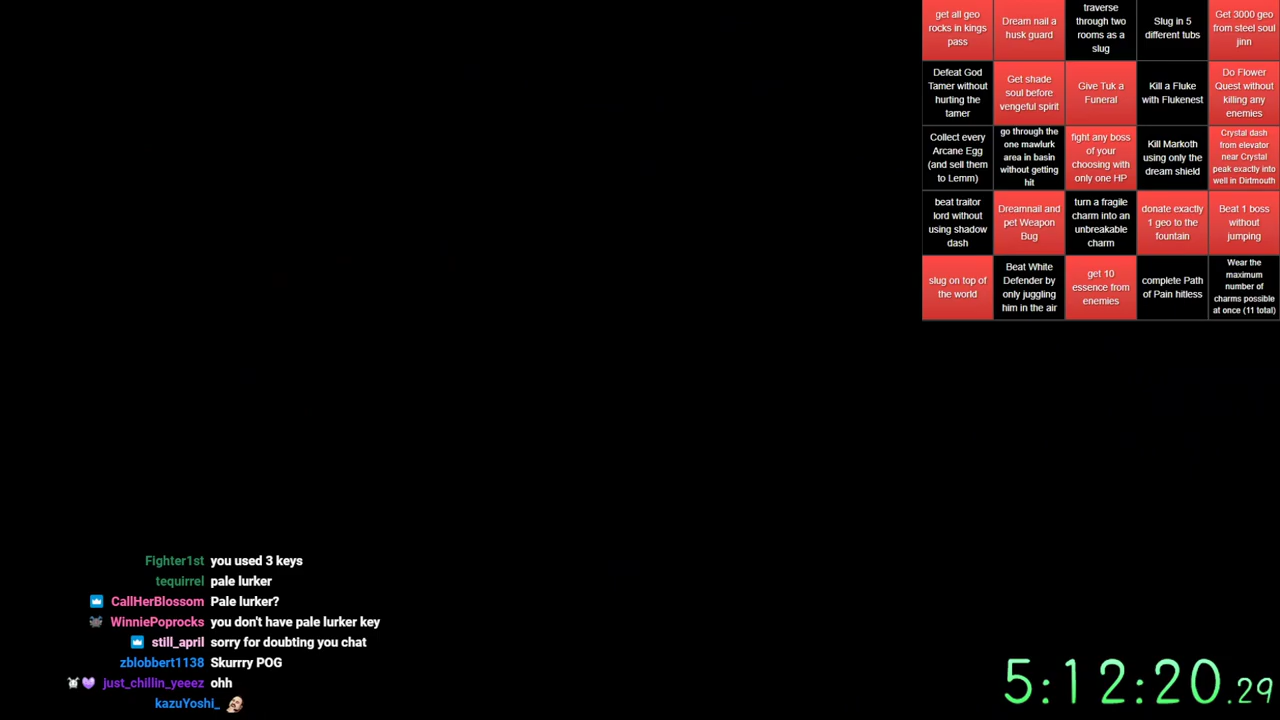 get all geo
rocks in kings
pass
Dream nail a
husk guard
traverse
through two
rooms as a
slug
Slug in 5
different tubs
Get 3000 geo
from steel soul
jinn
Defeat God
Tamer without
hurting the
tamer
Get shade
soul before
vengeful spirit
Give Tuk a
Funeral
Kill a Fluke
with Flukenest
Do Flower
Quest without
killing any
enemies
Collect every
Arcane Egg
(and sell them
to Lemm)
go through the
one mawlurk
area in basin
without getting
hit
fight any boss
of your
choosing with
only one HP
Kill Markoth
using only the
dream shield
Crystal dash
from elevator
near Crystal
peak exactly into
well in Dirtmouth
beat traitor
lord without
using shadow
dash
Dreamnail and
pet Weapon
Bug
turn a fragile
charm into an
unbreakable
charm
donate exactly
1 geo to the
fountain
Beat 1 boss
without
jumping
slug on top of
the world
Beat White
Defender by
only juggling
him in the air
get 10
essence from
enemies
complete Path
of Pain hitless
Wear the
maximum
number of
charms possible
at once (11 total)
Fighter1st you used 3 keys
tequirrel pale lurker
CallHerBlossom Pale lurker?
WinniePoprocks you don't have pale lurker key
still_april sorry for doubting you chat
zblobbert1138 Skurrry POG
just_chillin_yeeez ohh
kazuYoshi_
5:12:20.29